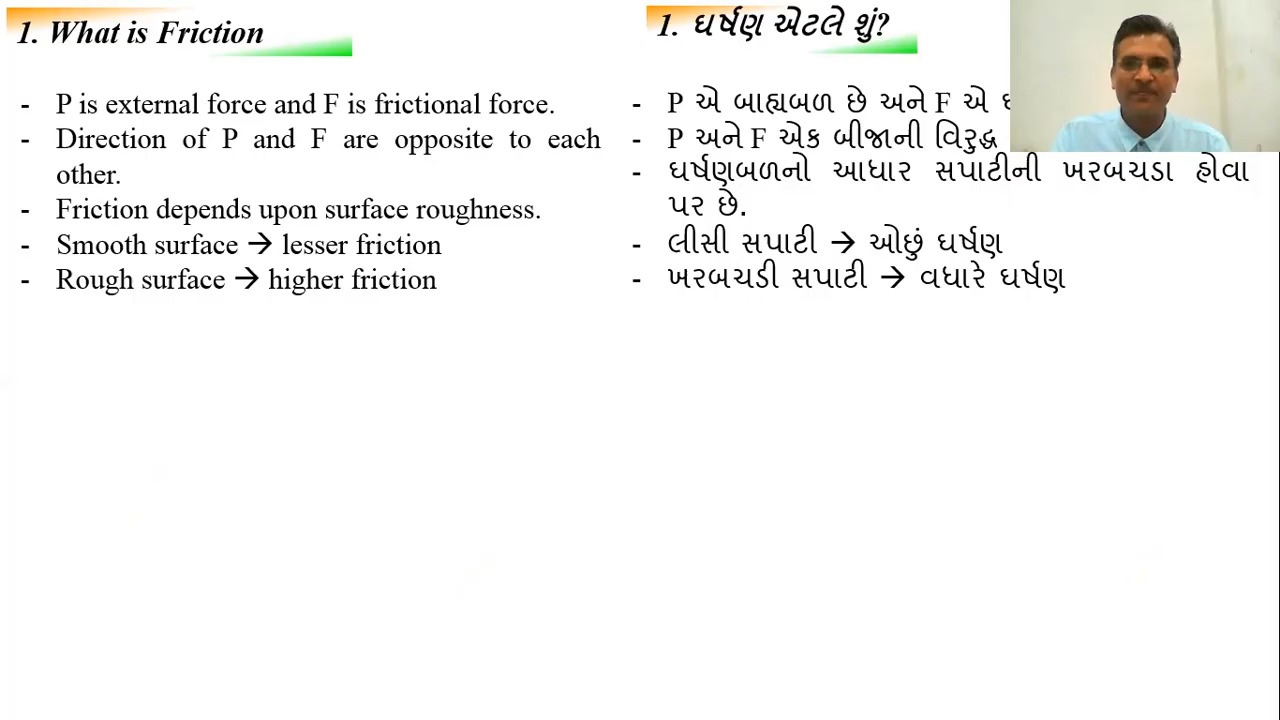 1. What is Friction
- P is external force and F is frictional force.
- Direction of P and F are opposite to each
other.
- Friction depends upon surface roughness.
- Smooth surface → lesser friction
- Rough surface → higher friction
1. ઘર્ષણ એટલે શું?
- P એ બાહ્યબળ છે અને F એ
- P અને F એક બીજાની વિરુદ્ધ
- ઘર્ષણબળનો આધાર સપાટીની ખરબચડા હોવા
પર છે.
- લીસી સપાટી → ઓછું ઘર્ષણ
- ખરબચડી સપાટી → વધારે ઘર્ષણ